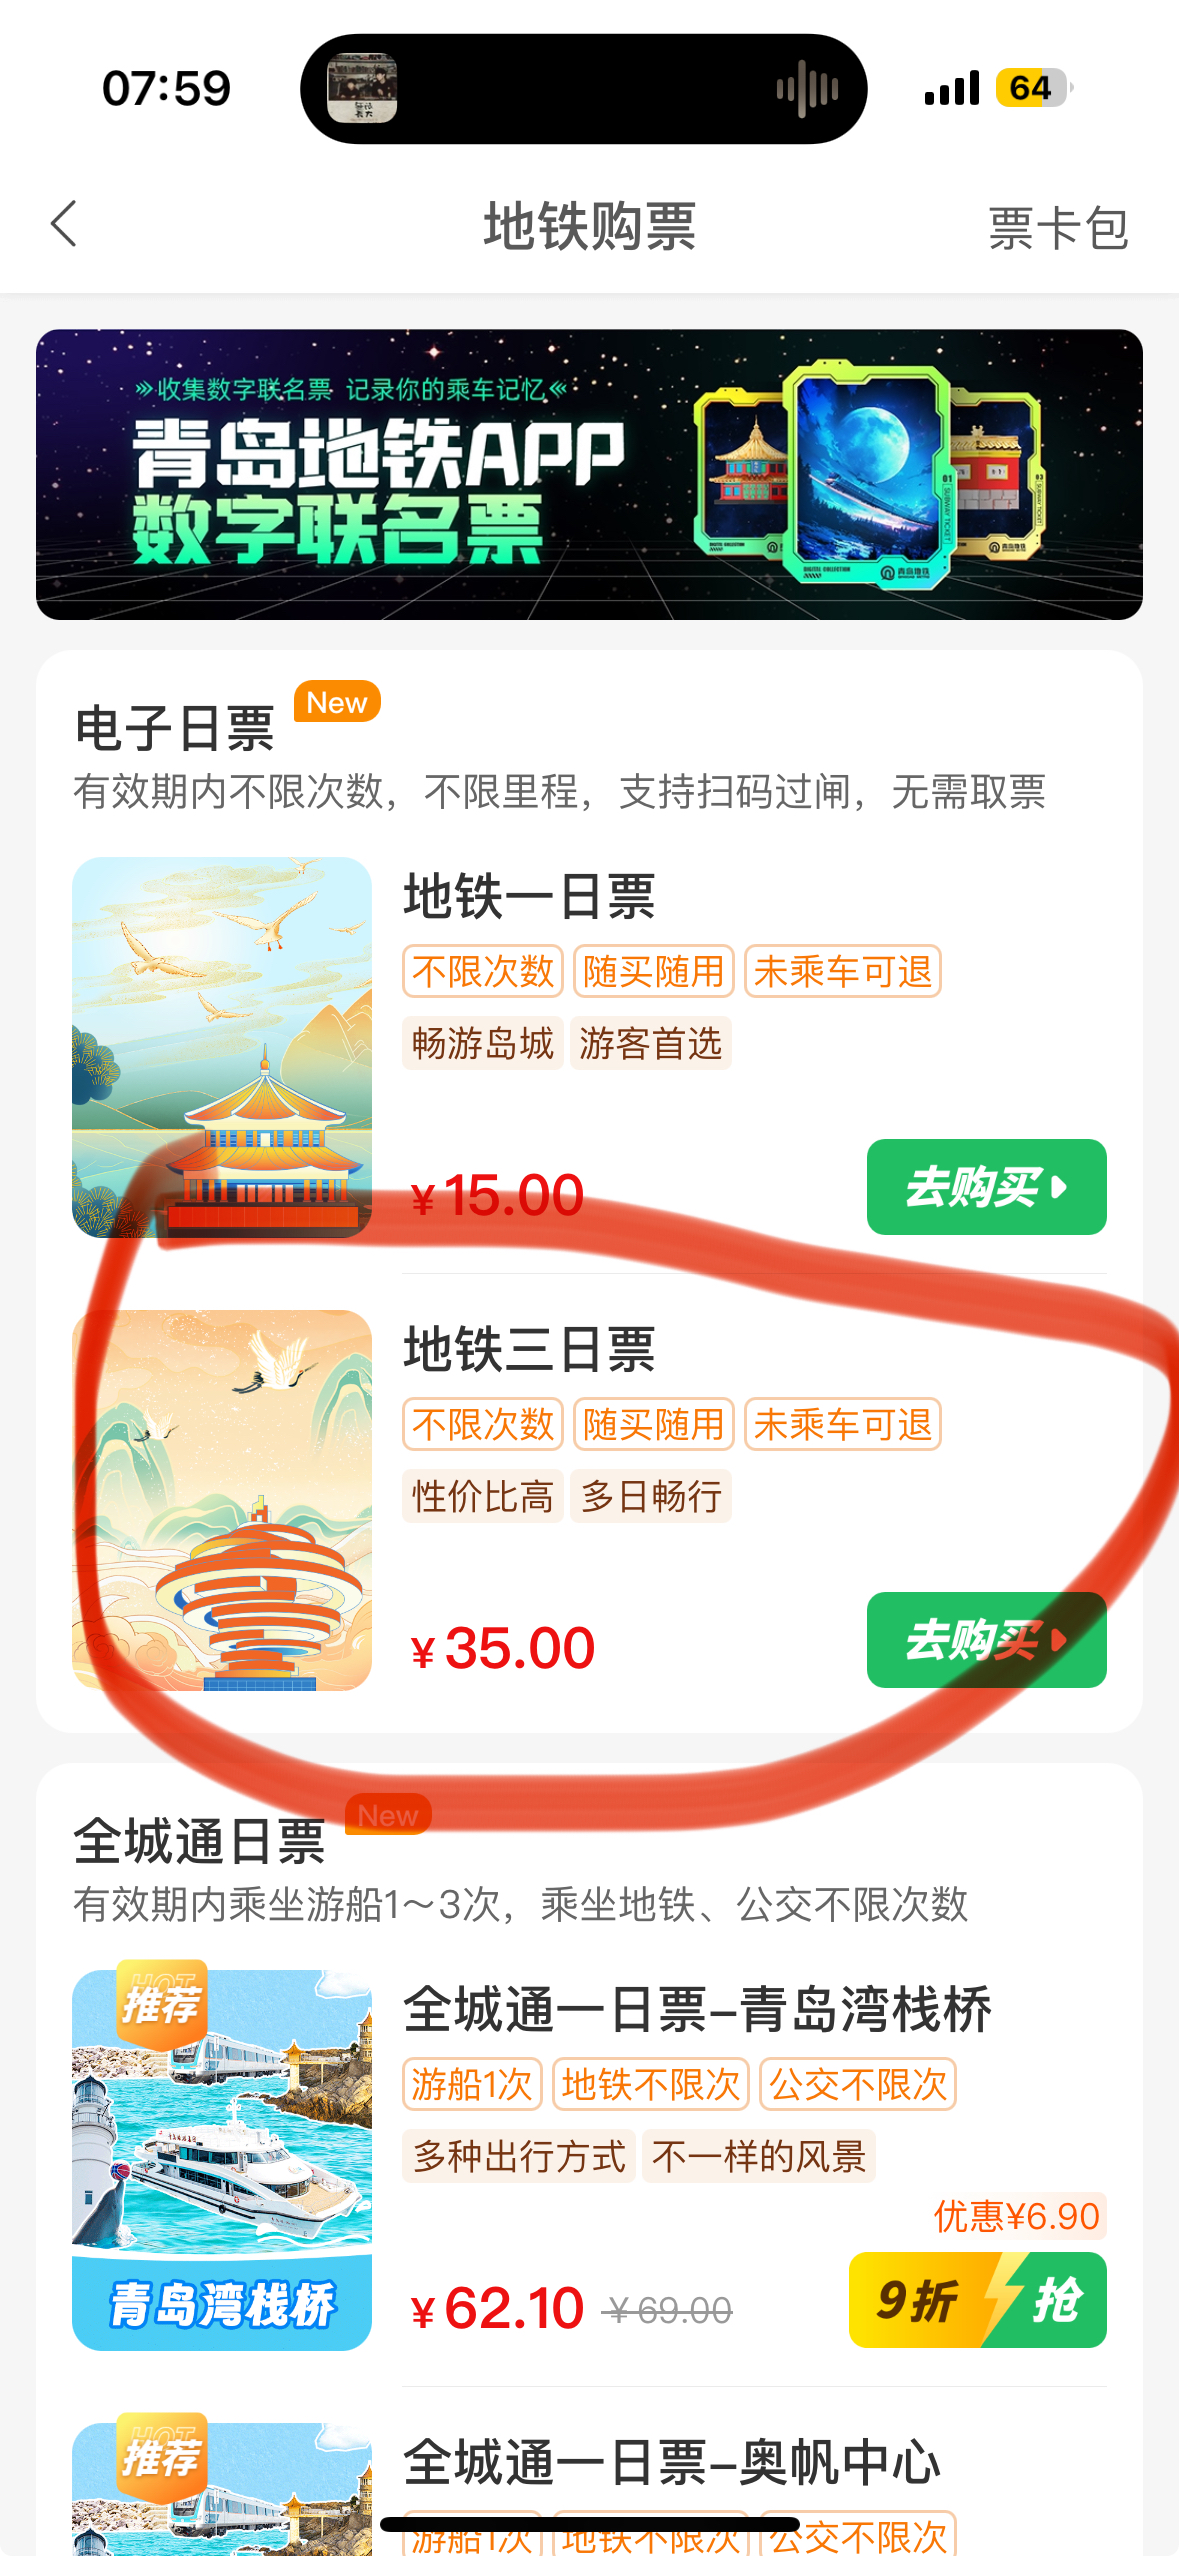 07:59
64
地铁购票
票卡包
收集数字联名票 记录你的乘车记忆
青岛地铁APP
数字联名票
电子日票
New
有效期内不限次数，不限里程，支持扫码过闸，无需取票
地铁一日票
不限次数 随买随用 未乘车可退
畅游岛城 游客首选
¥15.00
去购买
地铁三日票
不限次数 随买随用 未乘车可退
性价比高 多日畅行
¥35.00
去购买
全城通日票
New
有效期内乘坐游船1～3次，乘坐地铁、公交不限次数
HOT
推荐
青岛湾栈桥
全城通一日票-青岛湾栈桥
游船1次 地铁不限次 公交不限次
多种出行方式 不一样的风景
优惠¥6.90
¥62.10 ¥69.00
9折 抢
HOT
推荐
全城通一日票-奥帆中心
游船1次 地铁不限次 公交不限次